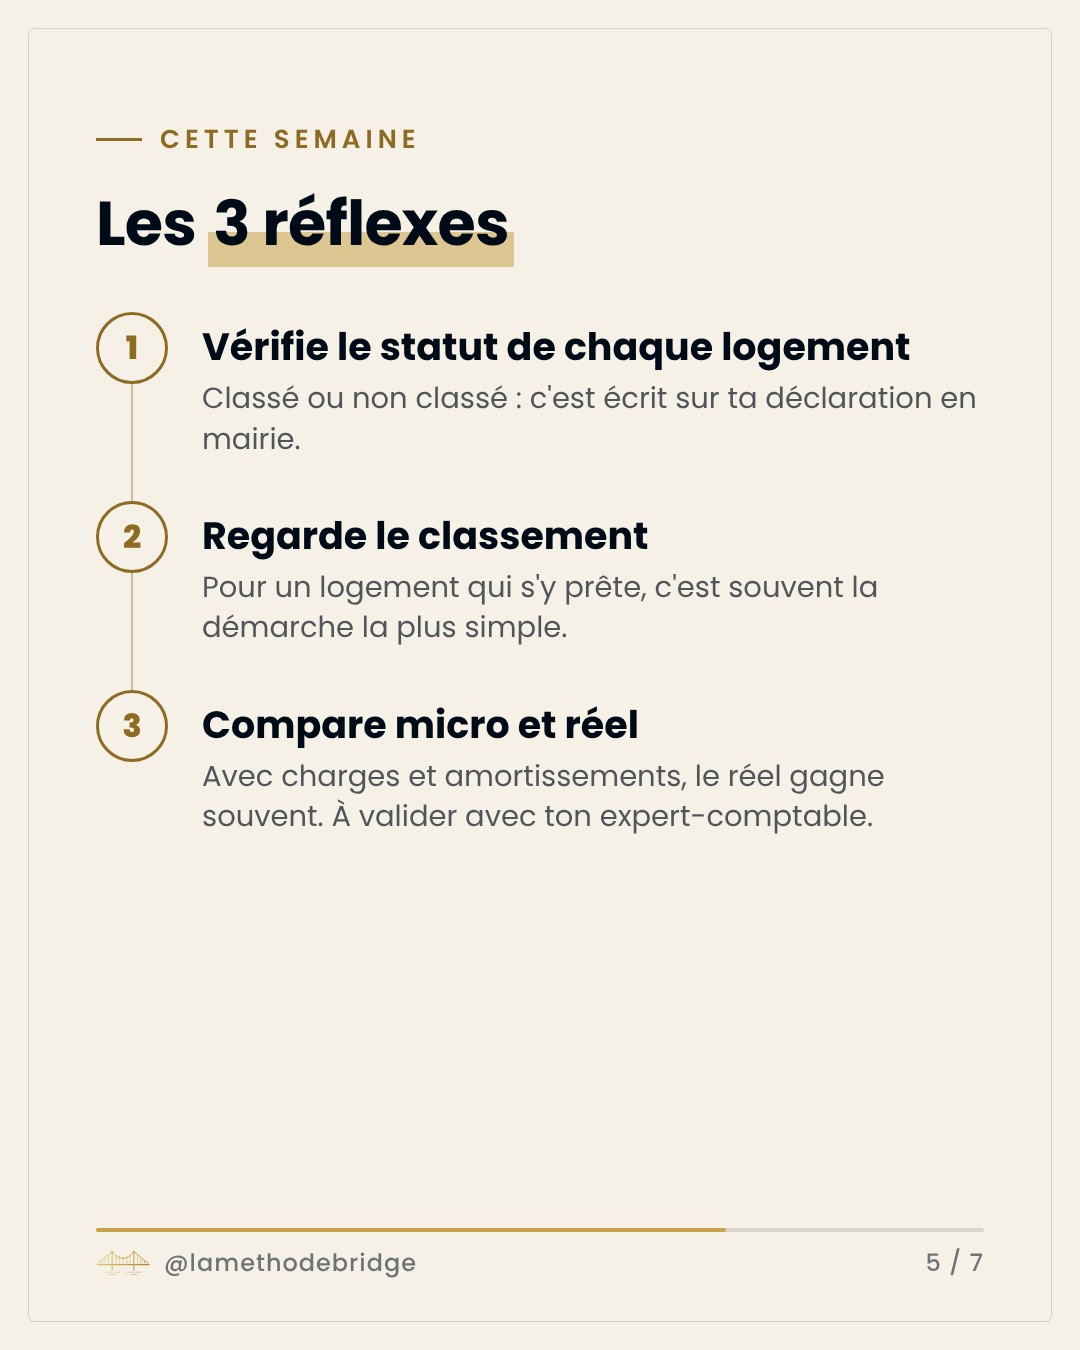 CETTE SEMAINE
Les 3 réflexes
1
Vérifie le statut de chaque logement
Classé ou non classé : c'est écrit sur ta déclaration en
mairie.
2
Regarde le classement
Pour un logement qui s'y prête, c'est souvent la
démarche la plus simple.
3
Compare micro et réel
Avec charges et amortissements, le réel gagne
souvent. À valider avec ton expert-comptable.
@lamethodebridge
5 / 7